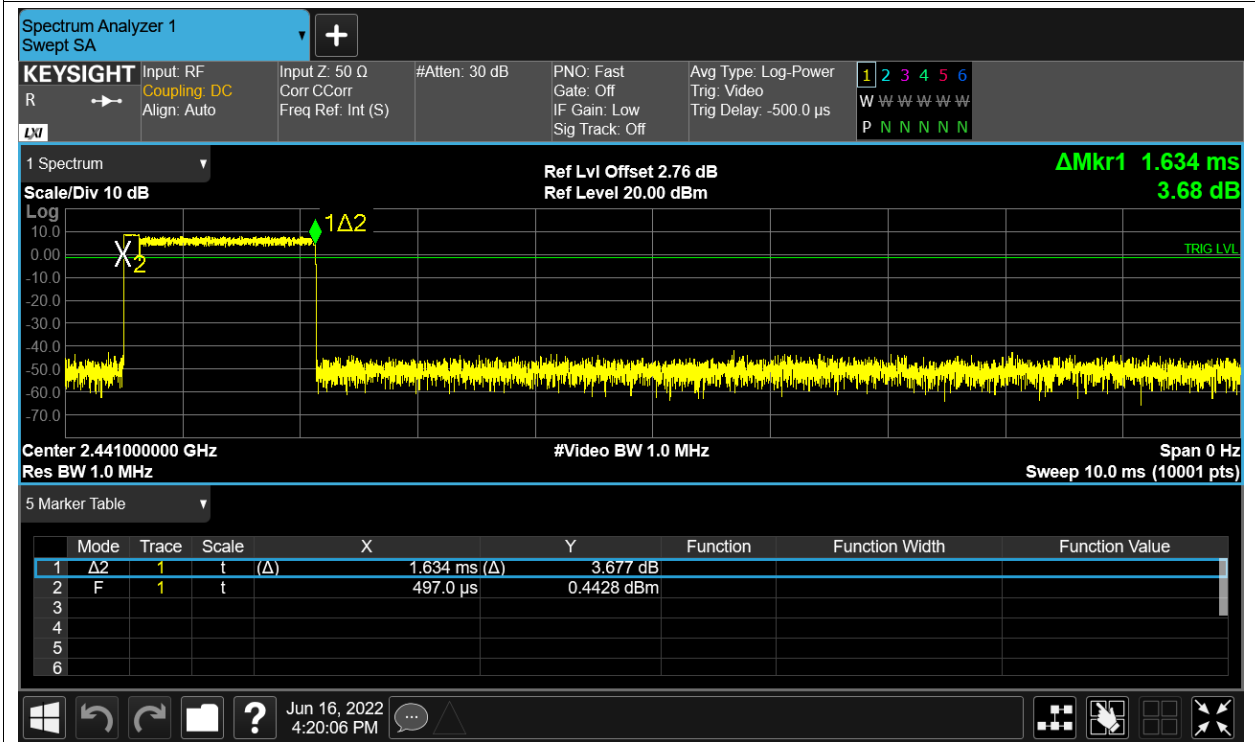 Spectrum Analyzer 1
Swept SA
+
KEYSIGHT
R
LXI
Input: RF
Coupling: DC
Align: Auto
Input Z: 50 Ω
Corr CCorr
Freq Ref: Int (S)
#Atten: 30 dB
PNO: Fast
Gate: Off
IF Gain: Low
Sig Track: Off
Avg Type: Log-Power
Trig: Video
Trig Delay: -500.0 µs
1 2 3 4 5 6
W W W W W W
P N N N N N
1 Spectrum
Scale/Div 10 dB
Ref Lvl Offset 2.76 dB
Ref Level 20.00 dBm
ΔMkr1 1.634 ms
3.68 dB
Log
10.0
0.00
-10.0
-20.0
-30.0
-40.0
-50.0
-60.0
-70.0
X
2
1Δ2
TRIG LVL
Center 2.441000000 GHz
#Video BW 1.0 MHz
Span 0 Hz
Res BW 1.0 MHz
Sweep 10.0 ms (10001 pts)
5 Marker Table
Mode Trace Scale X Y Function Function Width Function Value
1 Δ2 1 t (Δ) 1.634 ms (Δ) 3.677 dB
2 F 1 t 497.0 µs 0.4428 dBm
3
4
5
6
?
Jun 16, 2022
4:20:06 PM